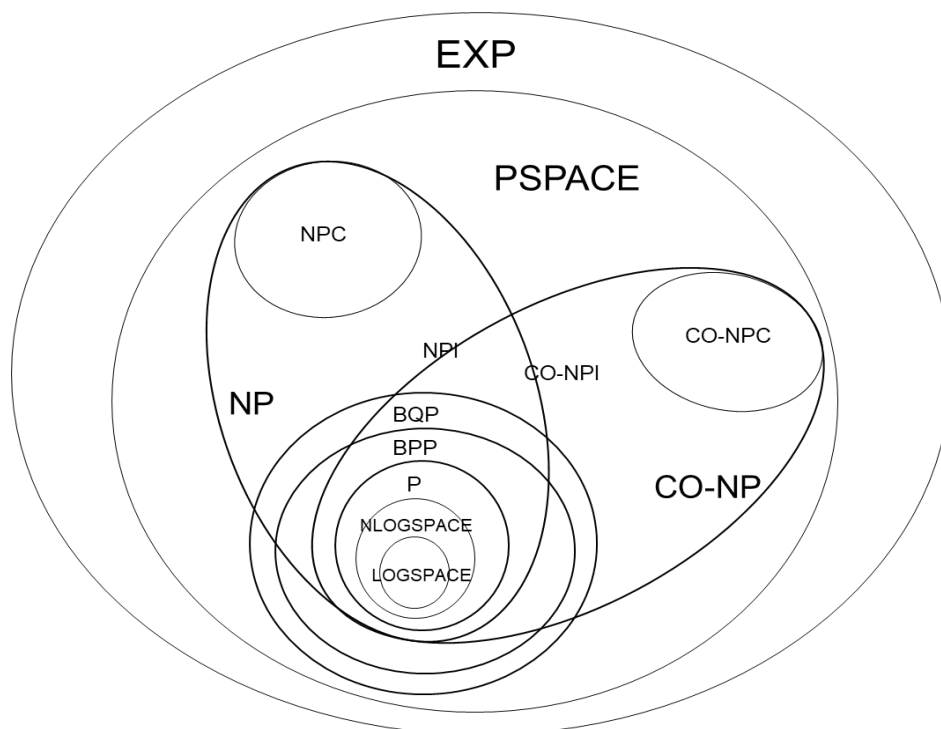 EXP
PSPACE
NPC
CO-NPC
NPI
CO-NPI
NP
BQP
BPP
CO-NP
P
NLOGSPACE
LOGSPACE